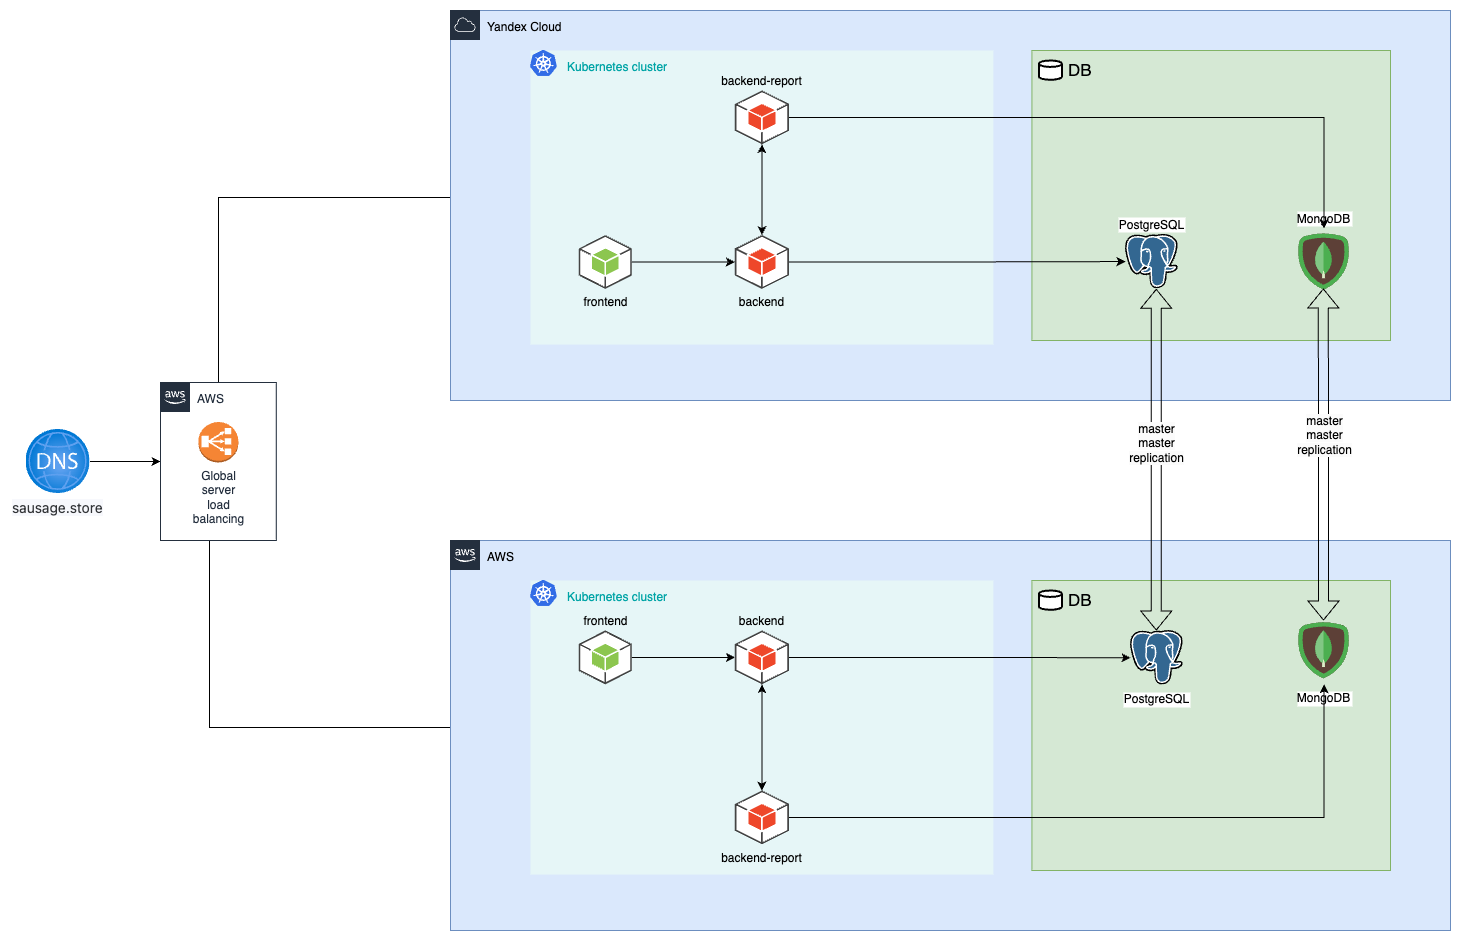 Yandex Cloud
Kubernetes cluster
DB
backend-report
PostgreSQL
MongoDB
frontend
backend
aws
AWS
Global
server
load
balancing
DNS
sausage.store
master
master
replication
master
master
replication
aws
AWS
Kubernetes cluster
DB
frontend
backend
PostgreSQL
MongoDB
backend-report